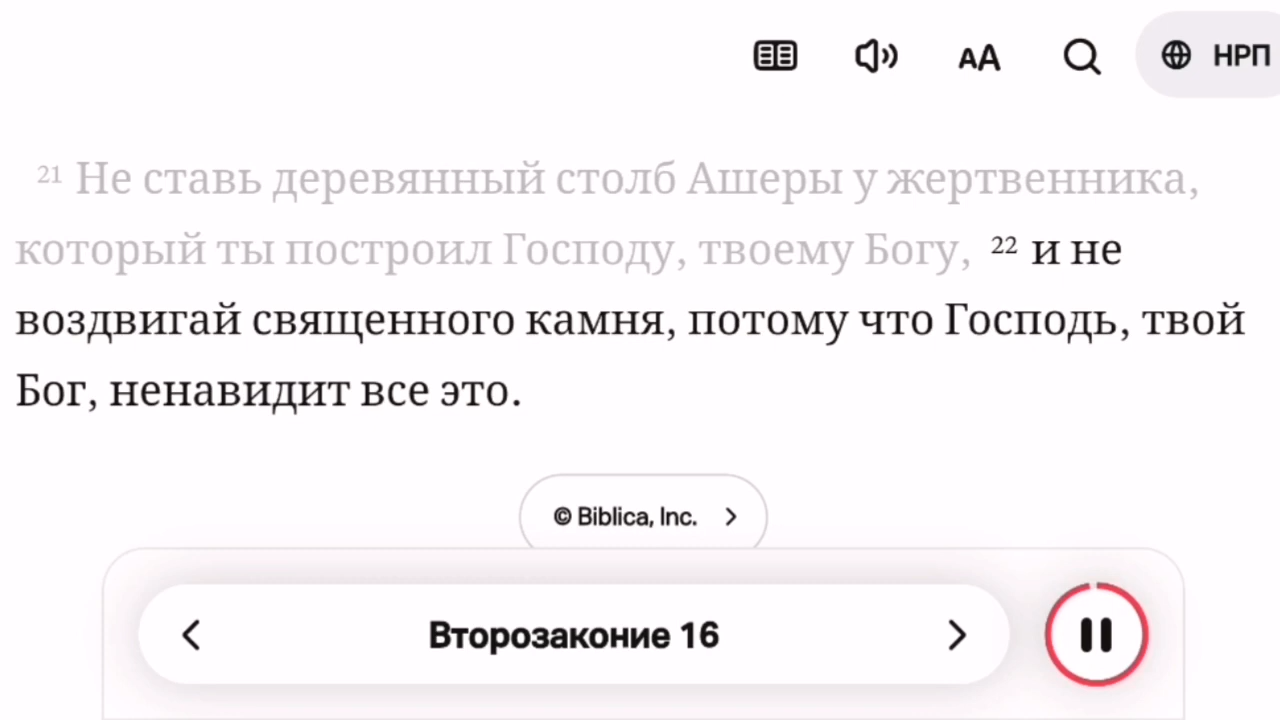 AA
НРП
21 Не ставь деревянный столб Ашеры у жертвенника,
который ты построил Господу, твоему Богу, 22 и не
воздвигай священного камня, потому что Господь, твой
Бог, ненавидит все это.
© Biblica, Inc.
Второзаконие 16